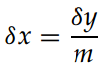 δx = δy/m